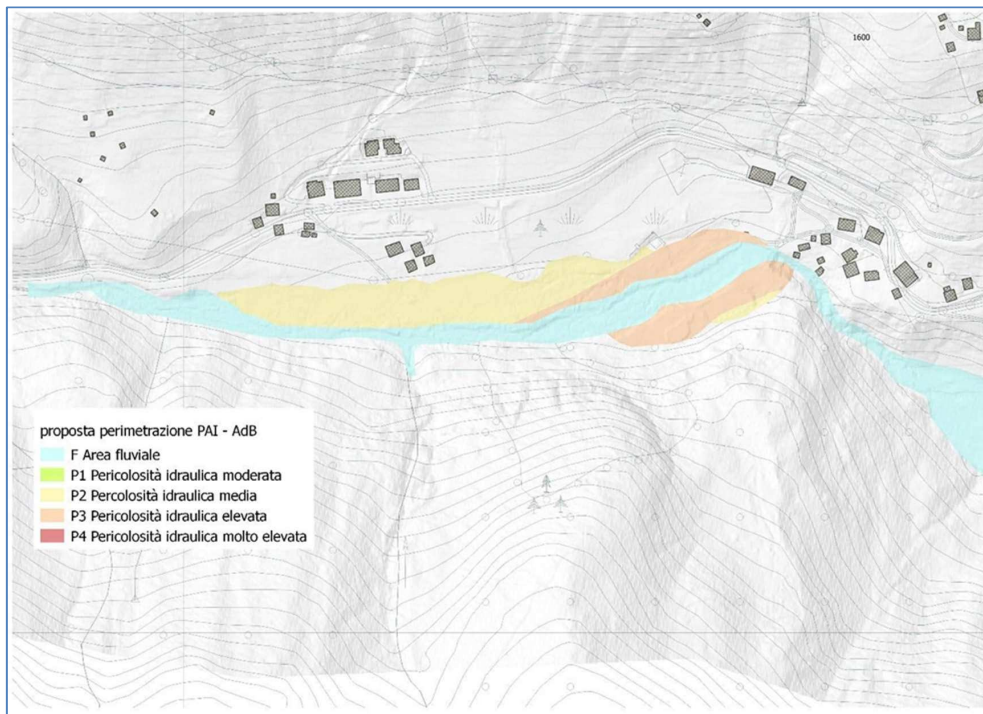 1600
proposta perimetrazione PAI - AdB
F Area fluviale
P1 Pericolosità idraulica moderata
P2 Percolosità idraulica media
P3 Pericolosità idraulica elevata
P4 Pericolosità idraulica molto elevata